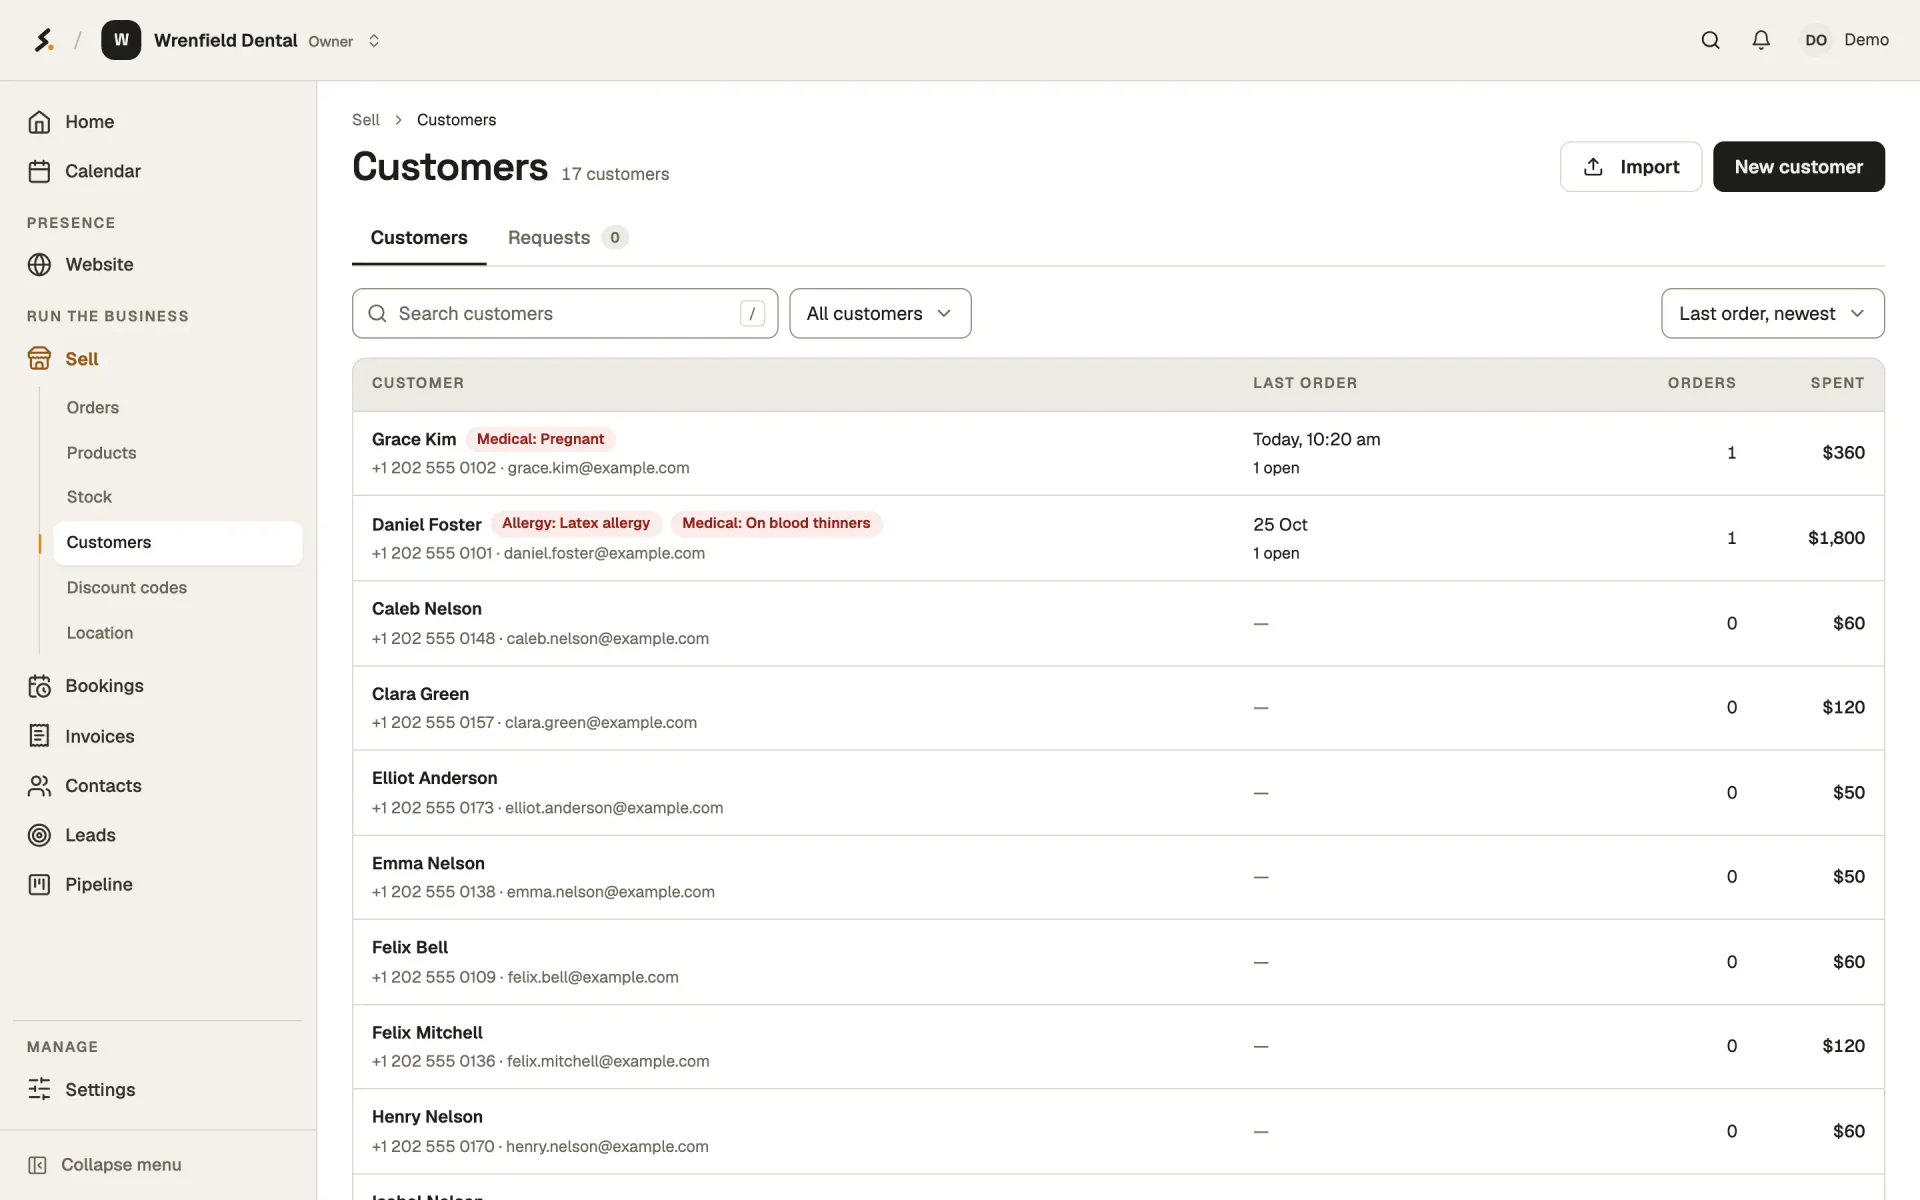 W Wrenfield Dental Owner
DO Demo
Home
Calendar
PRESENCE
Website
RUN THE BUSINESS
Sell
Orders
Products
Stock
Customers
Discount codes
Location
Bookings
Invoices
Contacts
Leads
Pipeline
MANAGE
Settings
Collapse menu
Sell > Customers
Customers 17 customers
Import
New customer
Customers
Requests 0
Search customers /
All customers
Last order, newest
CUSTOMER LAST ORDER ORDERS SPENT
Grace Kim Medical: Pregnant Today, 10:20 am 1 $360
+1 202 555 0102 · grace.kim@example.com 1 open
Daniel Foster Allergy: Latex allergy Medical: On blood thinners 25 Oct 1 $1,800
+1 202 555 0101 · daniel.foster@example.com 1 open
Caleb Nelson — 0 $60
+1 202 555 0148 · caleb.nelson@example.com
Clara Green — 0 $120
+1 202 555 0157 · clara.green@example.com
Elliot Anderson — 0 $50
+1 202 555 0173 · elliot.anderson@example.com
Emma Nelson — 0 $50
+1 202 555 0138 · emma.nelson@example.com
Felix Bell — 0 $60
+1 202 555 0109 · felix.bell@example.com
Felix Mitchell — 0 $120
+1 202 555 0136 · felix.mitchell@example.com
Henry Nelson — 0 $60
+1 202 555 0170 · henry.nelson@example.com